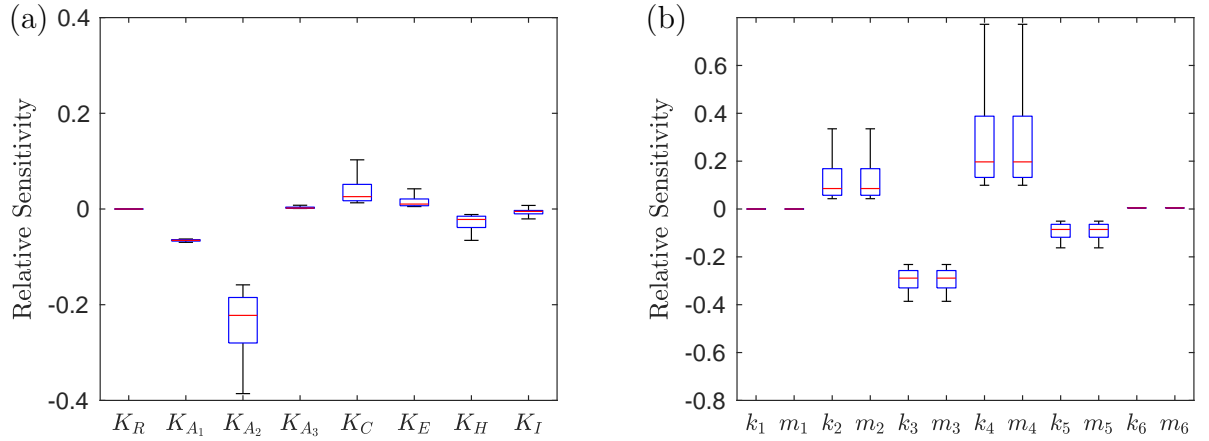 (a)
Relative Sensitivity
0.4
0.2
0
-0.2
-0.4
K_R K_{A_1} K_{A_2} K_{A_3} K_C K_E K_H K_I
(b)
Relative Sensitivity
0.6
0.4
0.2
0
-0.2
-0.4
-0.6
-0.8
k_1 m_1 k_2 m_2 k_3 m_3 k_4 m_4 k_5 m_5 k_6 m_6